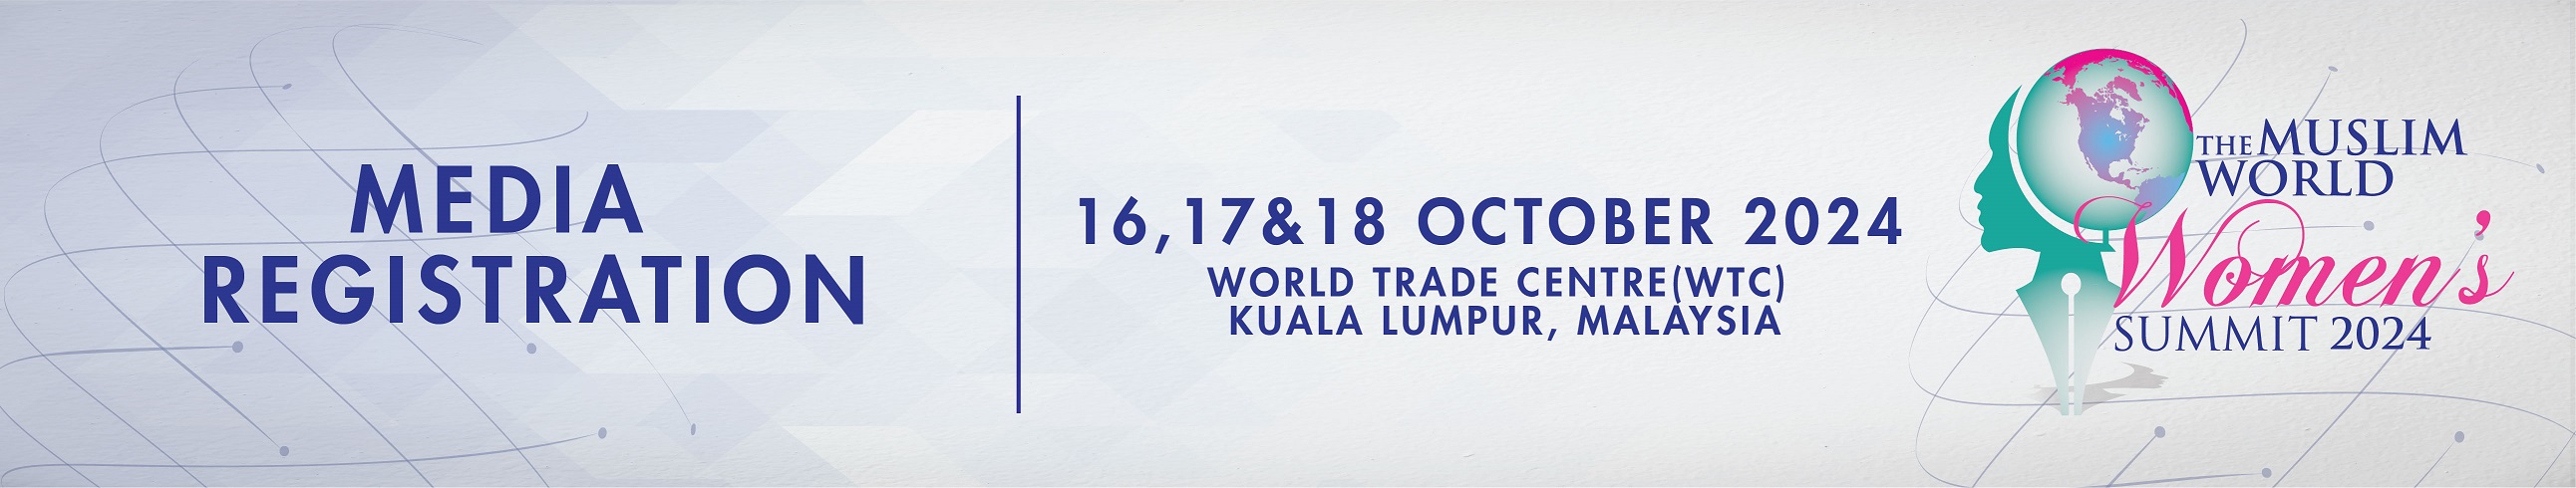 MEDIA
REGISTRATION
16,17&18 OCTOBER 2024
WORLD TRADE CENTRE(WTC)
KUALA LUMPUR, MALAYSIA
THE MUSLIM
WORLD
Women's
SUMMIT 2024